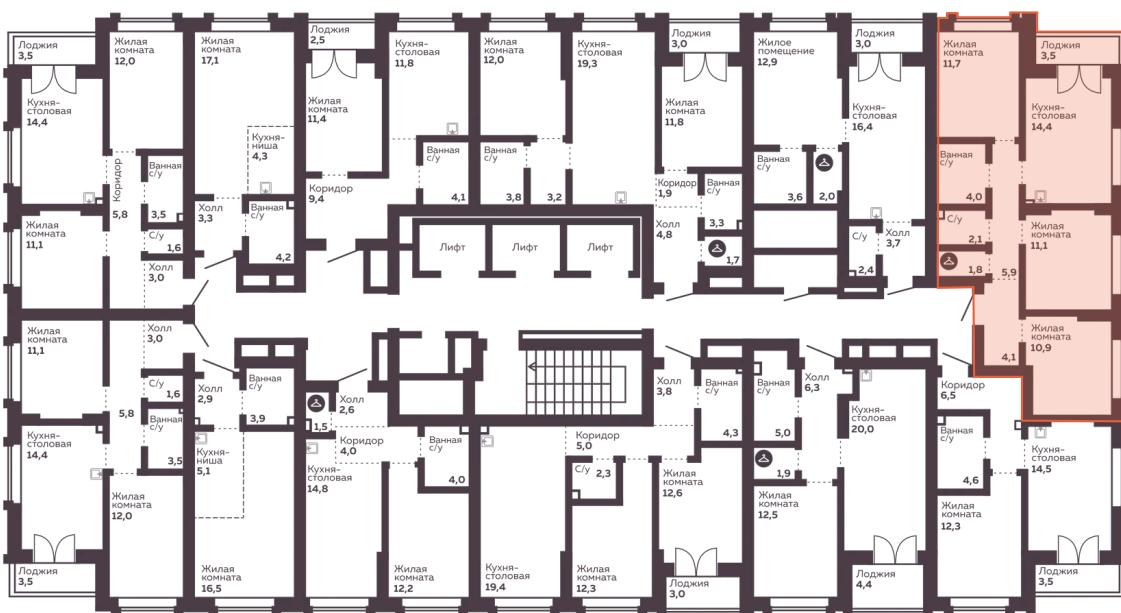 Лоджия
3,5
Жилая
комната
12,0
Жилая
комната
17,1
Лоджия
2,5
Кухня-
столовая
11,8
Жилая
комната
12,0
Кухня-
столовая
19,3
Лоджия
3,0
Жилое
помещение
12,9
Лоджия
3,0
Жилая
комната
11,7
Лоджия
3,5
Кухня-
столовая
14,4
Жилая
комната
11,4
Жилая
комната
11,8
Кухня-
столовая
16,4
Кухня-
столовая
14,4
Кухня-
ниша
4,3
Коридор
5,8
Ванная
с/у
3,5
Холл
3,3
Ванная
с/у
4,2
Коридор
9,4
Ванная
с/у
4,1
Ванная
с/у
3,8
3,2
Коридор
1,9
Ванная
с/у
3,3
Ванная
с/у
3,6
2,0
Ванная
с/у
4,0
Жилая
комната
11,1
С/у
1,6
Холл
3,0
Лифт
Лифт
Лифт
Холл
4,8
1,7
С/у
2,4
Холл
3,7
С/у
2,1
1,8
5,9
Жилая
комната
11,1
Жилая
комната
11,1
Холл
3,0
4,1
Жилая
комната
10,9
С/у
1,6
5,8
Ванная
с/у
3,5
Холл
2,9
Ванная
с/у
3,9
1,5
Холл
2,6
Холл
3,8
Ванная
с/у
4,3
Ванная
с/у
5,0
Холл
6,3
Коридор
6,5
Кухня-
столовая
14,4
Кухня-
ниша
5,1
Коридор
4,0
Ванная
с/у
4,0
Коридор
5,0
С/у
2,3
1,9
Кухня-
столовая
20,0
Ванная
с/у
4,6
Кухня-
столовая
14,5
Жилая
комната
12,0
Кухня-
столовая
14,8
Жилая
комната
12,6
Жилая
комната
12,5
Жилая
комната
12,3
Лоджия
3,5
Жилая
комната
16,5
Жилая
комната
12,2
Кухня-
столовая
19,4
Жилая
комната
12,3
Лоджия
3,0
Лоджия
4,4
Лоджия
3,5